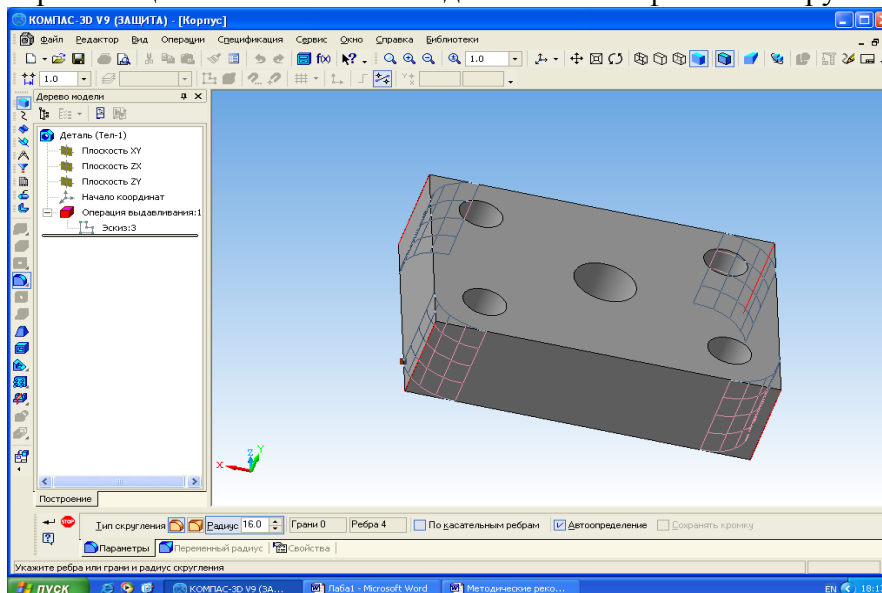 КОМПАС-3D V9 (ЗАЩИТА) - [Корпус]
Файл Редактор Вид Операции Спецификация Сервис Окно Справка Библиотеки
1.0
1.0
Дерево модели
Деталь (Тел-1)
Плоскость XY
Плоскость ZX
Плоскость ZY
Начало координат
Операция выдавливания:1
Эскиз:3
Z Y
X
Построение
STOP Тип скругления Радиус 16.0 Грани 0 Ребра 4 По касательным ребрам Автоопределение Сохранять кромку
Параметры Переменный радиус Свойства
Укажите ребра или грани и радиус скругления
пуск КОМПАС-3D V9 (ЗА... Лаба1 - Microsoft Word Методические реко... EN 18:17